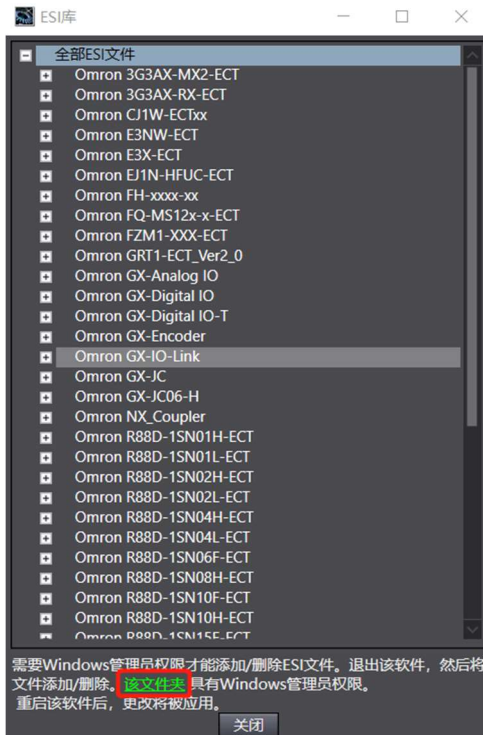 ESI库
全部ESI文件
Omron 3G3AX-MX2-ECT
Omron 3G3AX-RX-ECT
Omron CJ1W-ECTxx
Omron E3NW-ECT
Omron E3X-ECT
Omron EJ1N-HFUC-ECT
Omron FH-xxxx-xx
Omron FQ-MS12x-x-ECT
Omron FZM1-XXX-ECT
Omron GRT1-ECT_Ver2_0
Omron GX-Analog IO
Omron GX-Digital IO
Omron GX-Digital IO-T
Omron GX-Encoder
Omron GX-IO-Link
Omron GX-JC
Omron GX-JC06-H
Omron NX_Coupler
Omron R88D-1SN01H-ECT
Omron R88D-1SN01L-ECT
Omron R88D-1SN02H-ECT
Omron R88D-1SN02L-ECT
Omron R88D-1SN04H-ECT
Omron R88D-1SN04L-ECT
Omron R88D-1SN06F-ECT
Omron R88D-1SN08H-ECT
Omron R88D-1SN10F-ECT
Omron R88D-1SN10H-ECT
Omron R88D-1SN15F-ECT
需要Windows管理员权限才能添加/删除ESI文件。退出该软件，然后将
文件添加/删除。该文件夹 具有Windows管理员权限。
重启该软件后，更改将被应用。
关闭